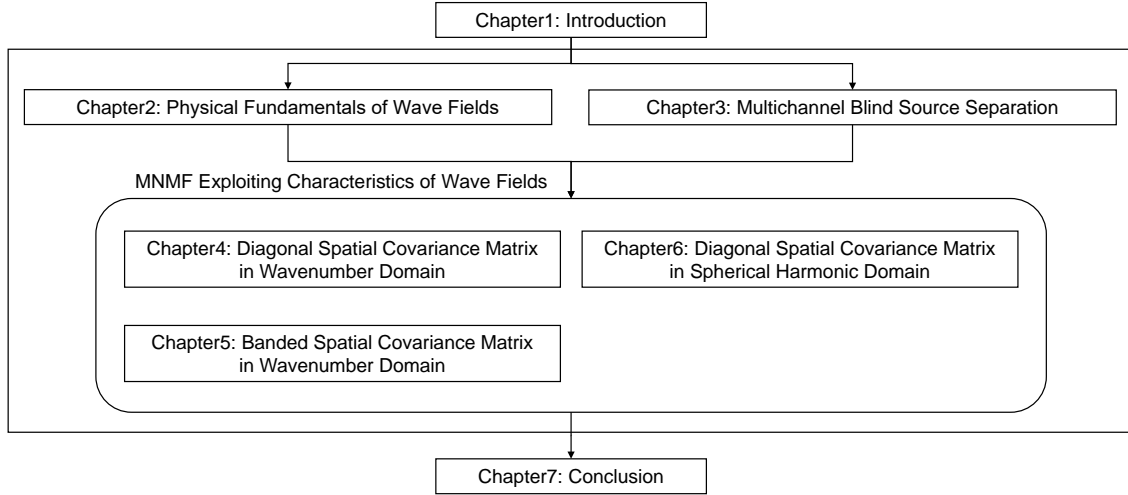 Chapter1: Introduction
Chapter2: Physical Fundamentals of Wave Fields
Chapter3: Multichannel Blind Source Separation
MNMF Exploiting Characteristics of Wave Fields
Chapter4: Diagonal Spatial Covariance Matrix
in Wavenumber Domain
Chapter6: Diagonal Spatial Covariance Matrix
in Spherical Harmonic Domain
Chapter5: Banded Spatial Covariance Matrix
in Wavenumber Domain
Chapter7: Conclusion